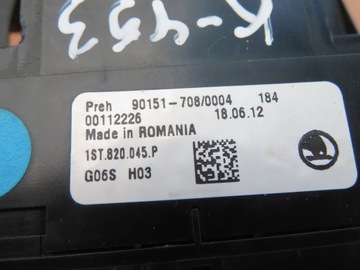 K-453
Preh 90151-708/0004 184
00112226 18.06.12
Made in ROMANIA
1ST.820.045.P
G06S H03